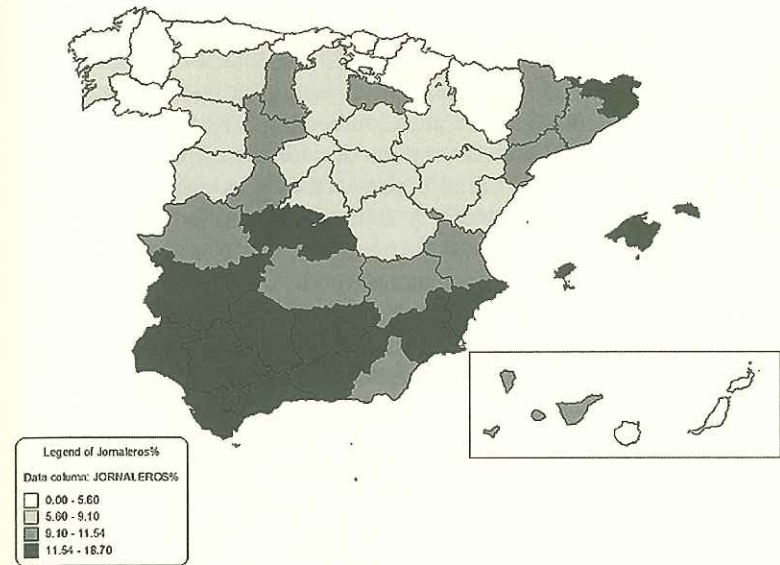 Legend of Jornaleros%
Data column: JORNALEROS%
0.00 - 5.60
5.60 - 9.10
9.10 - 11.54
11.54 - 18.70